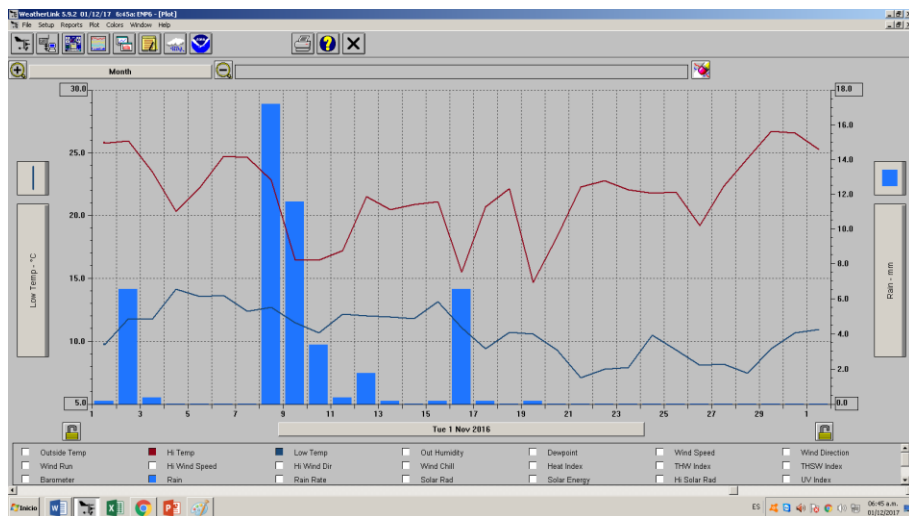 WeatherLink 5.9.2 01/12/17 6:45a: ENP6 - [Plot]
File Setup Reports Plot Colors Window Help
Month
30.0
25.0
20.0
15.0
10.0
5.0
18.0
16.0
14.0
12.0
10.0
8.0
6.0
4.0
2.0
0.0
Low Temp - °C
Rain - mm
1 3 5 7 9 11 13 15 17 19 21 23 25 27 29 1
Tue 1 Nov 2016
Outside Temp Hi Temp Low Temp Out Humidity Dewpoint Wind Speed Wind Direction
Wind Run Hi Wind Speed Hi Wind Dir Wind Chill Heat Index THW Index THSW Index
Barometer Rain Rain Rate Solar Rad Solar Energy Hi Solar Rad UV Index
Inicio
ES
06:45 a.m.
01/12/2017